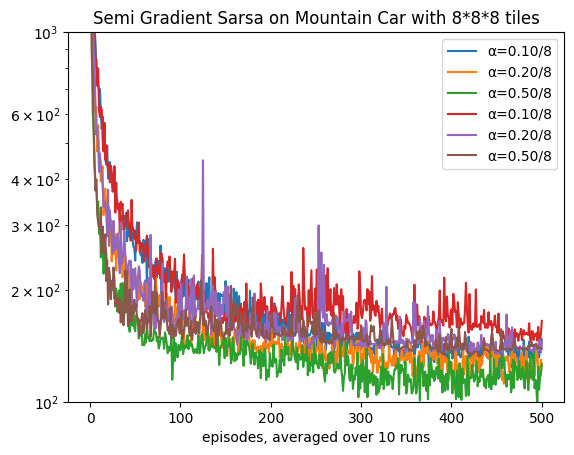 Semi Gradient Sarsa on Mountain Car with 8*8*8 tiles
10³
6 × 10²
4 × 10²
3 × 10²
2 × 10²
10²
α=0.10/8
α=0.20/8
α=0.50/8
α=0.10/8
α=0.20/8
α=0.50/8
0 100 200 300 400 500
episodes, averaged over 10 runs